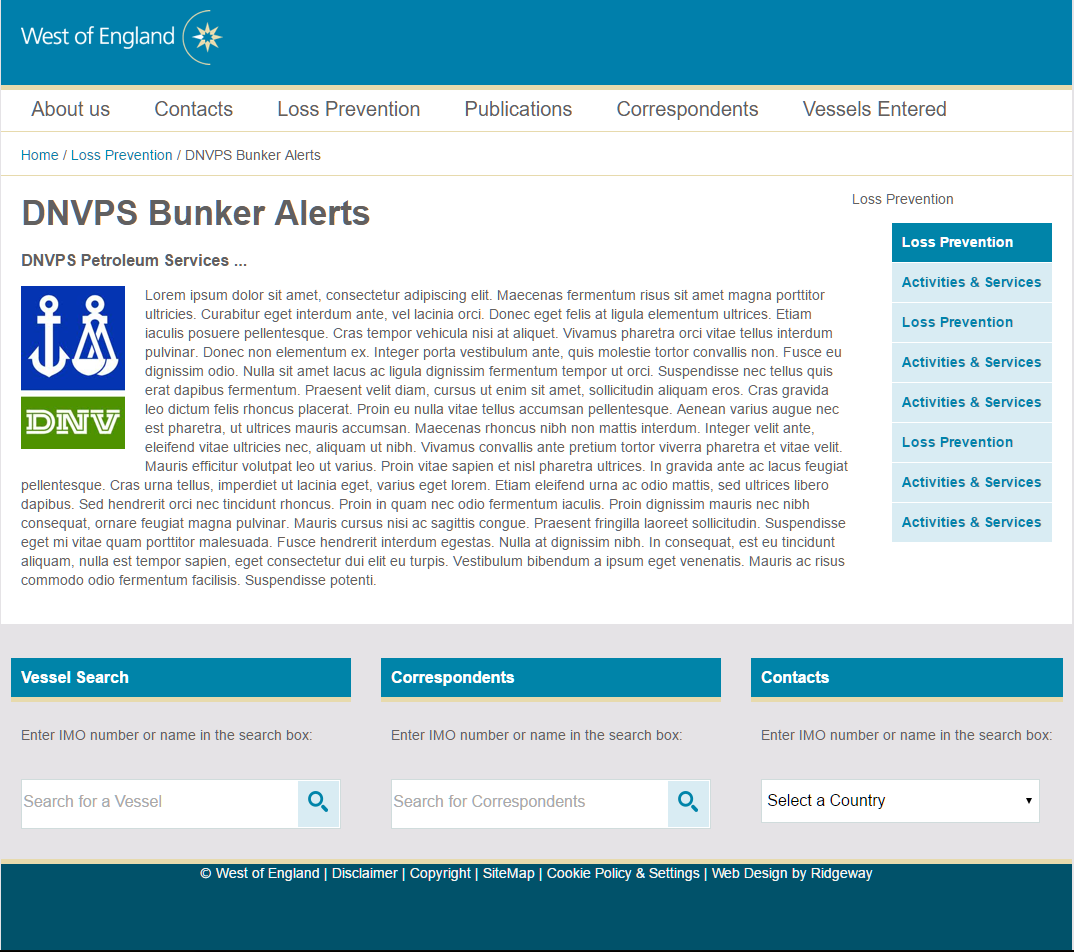 West of England
About us Contacts Loss Prevention Publications Correspondents Vessels Entered
Home / Loss Prevention / DNVPS Bunker Alerts
DNVPS Bunker Alerts
DNVPS Petroleum Services ...
DNV
Lorem ipsum dolor sit amet, consectetur adipiscing elit. Maecenas fermentum risus sit amet magna porttitor
ultricies. Curabitur eget interdum ante, vel lacinia orci. Donec eget felis at ligula elementum ultrices. Etiam
iaculis posuere pellentesque. Cras tempor vehicula nisi at aliquet. Vivamus pharetra orci vitae tellus interdum
pulvinar. Donec non elementum ex. Integer porta vestibulum ante, quis molestie tortor convallis non. Fusce eu
dignissim odio. Nulla sit amet lacus ac ligula dignissim fermentum tempor ut orci. Suspendisse nec tellus quis
erat dapibus fermentum. Praesent velit diam, cursus ut enim sit amet, sollicitudin aliquam eros. Cras gravida
leo dictum felis rhoncus placerat. Proin eu nulla vitae tellus accumsan pellentesque. Aenean varius augue nec
est pharetra, ut ultrices mauris accumsan. Maecenas rhoncus nibh non mattis interdum. Integer velit ante,
eleifend vitae ultricies nec, aliquam ut nibh. Vivamus convallis ante pretium tortor viverra pharetra et vitae velit.
Mauris efficitur volutpat leo ut varius. Proin vitae sapien et nisl pharetra ultrices. In gravida ante ac lacus feugiat
pellentesque. Cras urna tellus, imperdiet ut lacinia eget, varius eget lorem. Etiam eleifend urna ac odio mattis, sed ultrices libero
dapibus. Sed hendrerit orci nec tincidunt rhoncus. Proin in quam nec odio fermentum iaculis. Proin dignissim mauris nec nibh
consequat, ornare feugiat magna pulvinar. Mauris cursus nisi ac sagittis congue. Praesent fringilla laoreet sollicitudin. Suspendisse
eget mi vitae quam porttitor malesuada. Fusce hendrerit interdum egestas. Nulla at dignissim nibh. In consequat, est eu tincidunt
aliquam, nulla est tempor sapien, eget consectetur dui elit eu turpis. Vestibulum bibendum a ipsum eget venenatis. Mauris ac risus
commodo odio fermentum facilisis. Suspendisse potenti.
Loss Prevention
Loss Prevention
Activities & Services
Loss Prevention
Activities & Services
Activities & Services
Loss Prevention
Activities & Services
Activities & Services
Vessel Search
Enter IMO number or name in the search box:
Search for a Vessel
Correspondents
Enter IMO number or name in the search box:
Search for Correspondents
Contacts
Enter IMO number or name in the search box:
Select a Country
© West of England | Disclaimer | Copyright | SiteMap | Cookie Policy & Settings | Web Design by Ridgeway